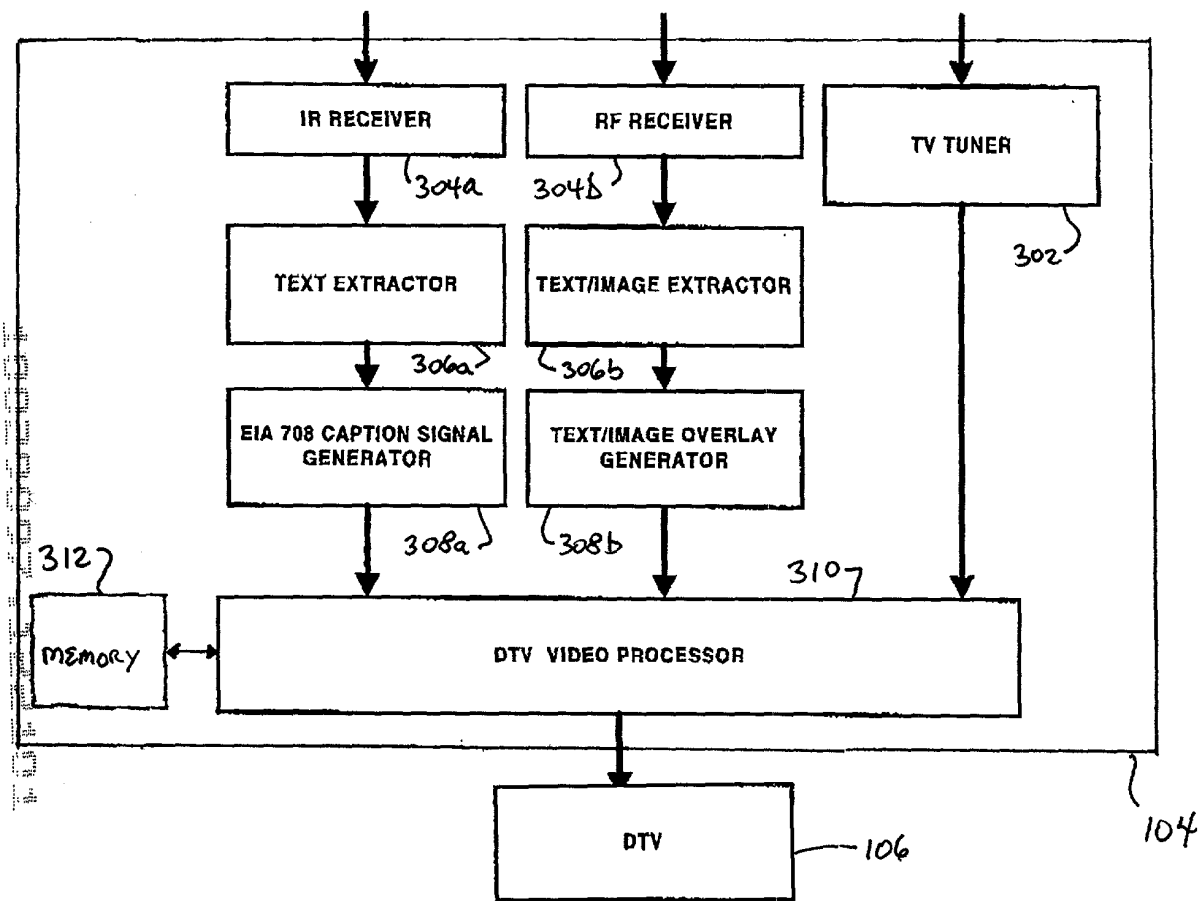 IR RECEIVER
RF RECEIVER
TV TUNER
304a
304b
302
TEXT EXTRACTOR
TEXT/IMAGE EXTRACTOR
306a
306b
EIA 708 CAPTION SIGNAL
GENERATOR
TEXT/IMAGE OVERLAY
GENERATOR
308a
308b
312
310
MEMORY
DTV VIDEO PROCESSOR
104
DTV
106